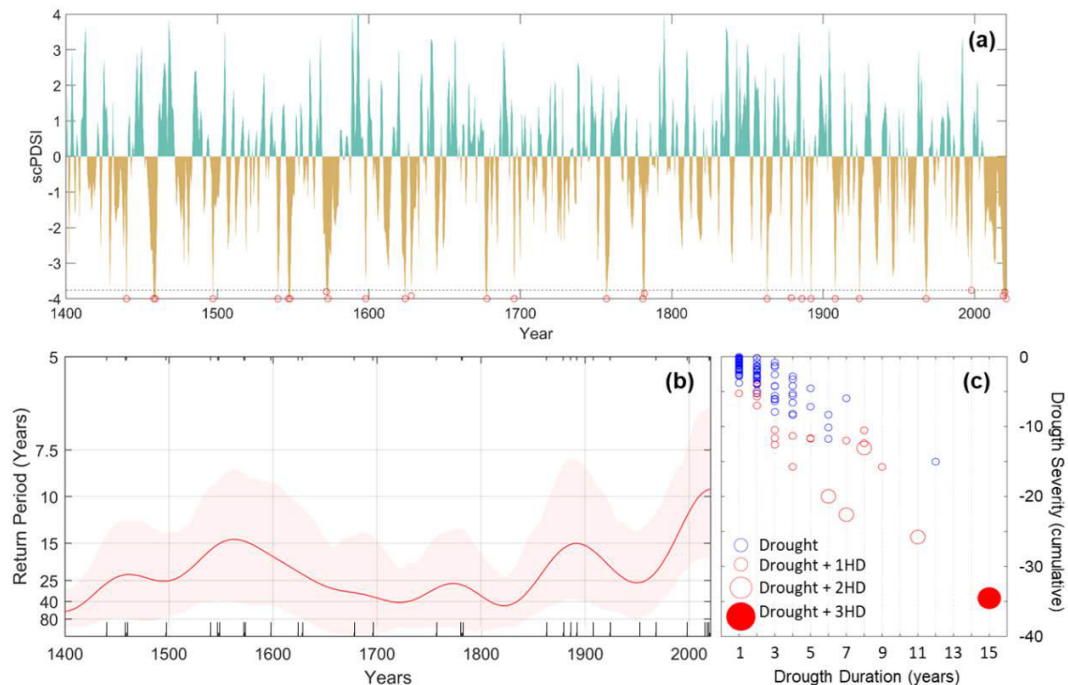 (a)
4
3
2
1
0
-1
-2
-3
-4
scPDSI
1400 1500 1600 1700 1800 1900 2000
Year
(b)
5
7.5
10
15
25
40
80
Return Period (Years)
1400 1500 1600 1700 1800 1900 2000
Years
(c)
0
-10
-20
-30
-40
Drougth Severity (cumulative)
Drought
Drought + 1HD
Drought + 2HD
Drought + 3HD
1 3 5 7 9 11 13 15
Drougth Duration (years)